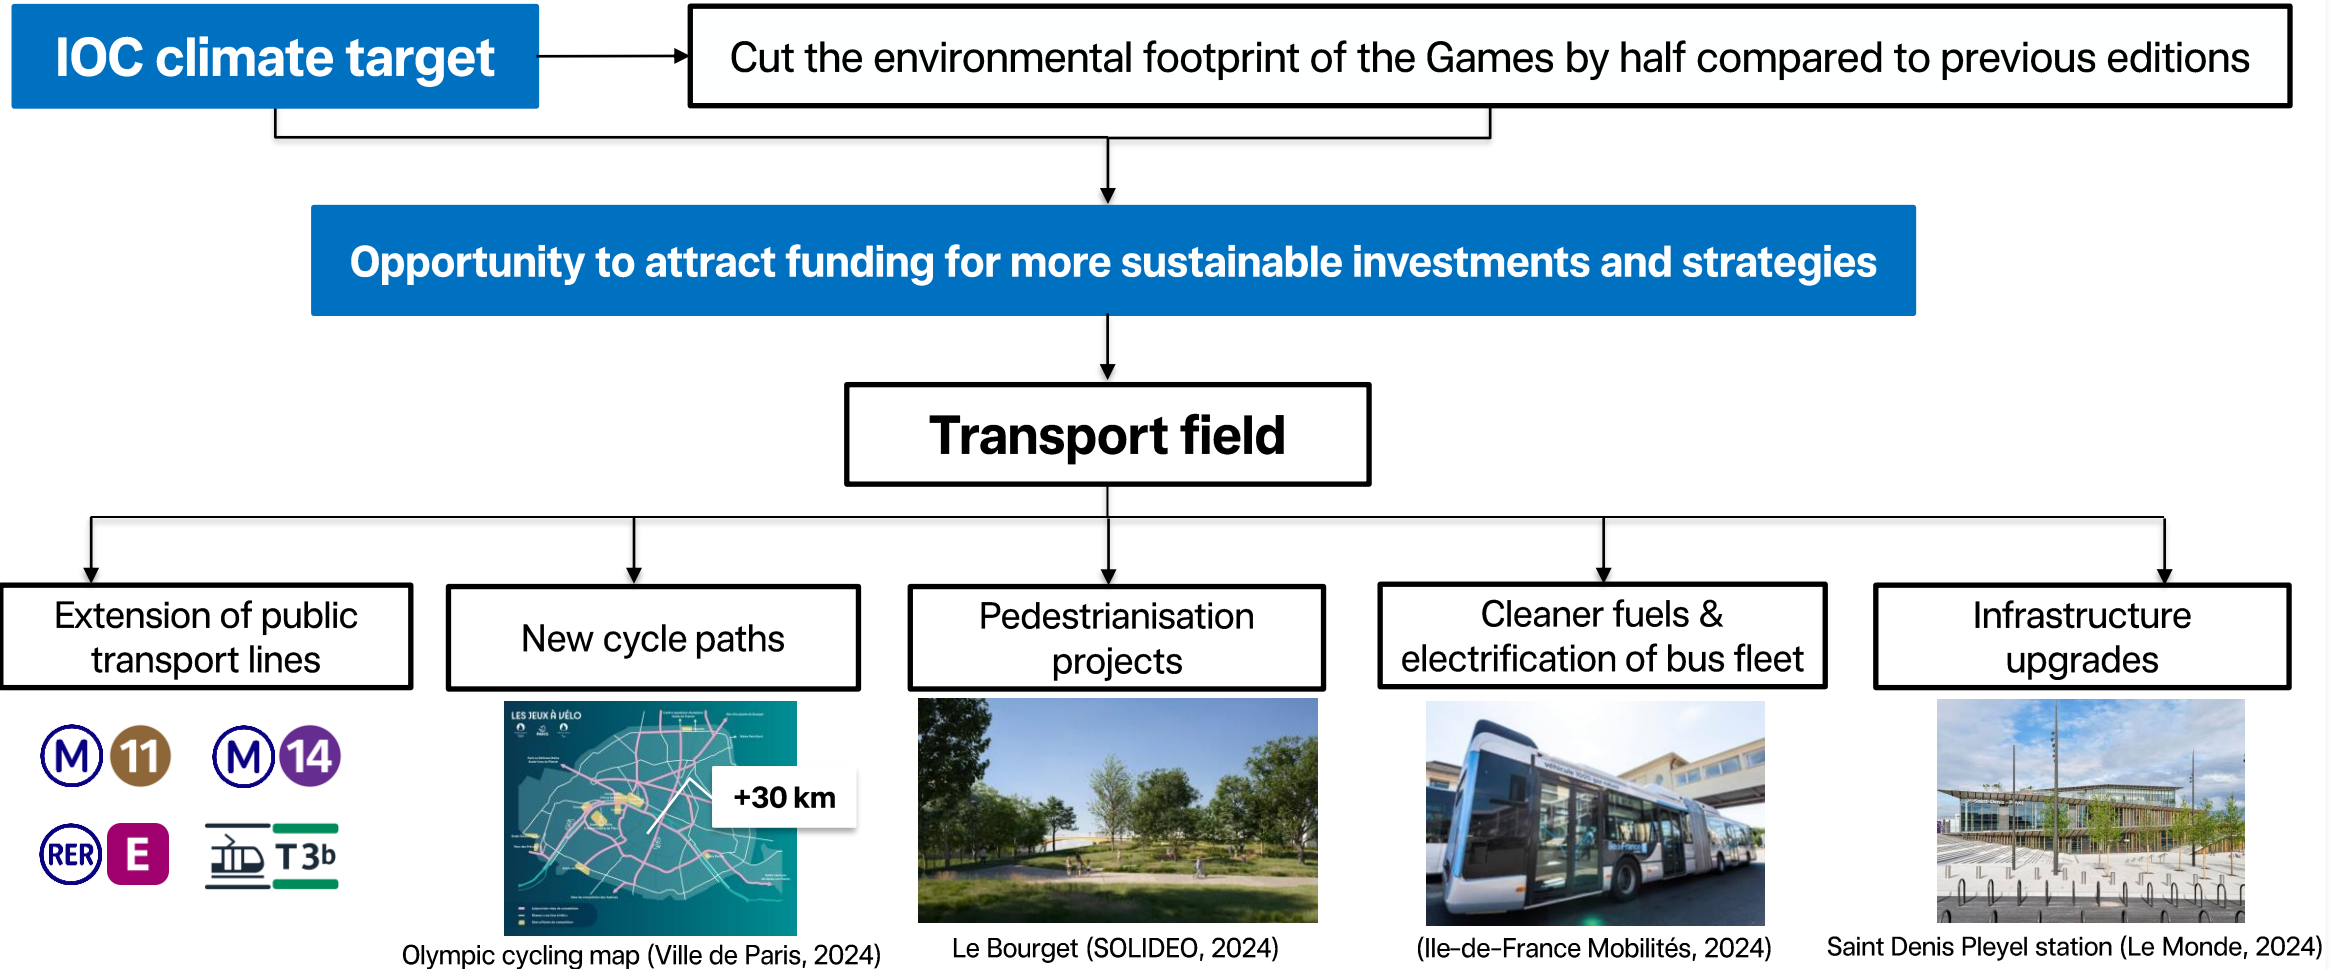 IOC climate target
Cut the environmental footprint of the Games by half compared to previous editions
Opportunity to attract funding for more sustainable investments and strategies
Transport field
Extension of public
transport lines
New cycle paths
Pedestrianisation
projects
Cleaner fuels &
electrification of bus fleet
Infrastructure
upgrades
M 11
M 14
RER E
T3b
LES JEUX À VÉLO
PARIS
+30 km
Olympic cycling map (Ville de Paris, 2024)
Le Bourget (SOLIDEO, 2024)
(Ile-de-France Mobilités, 2024)
Saint Denis Pleyel station (Le Monde, 2024)